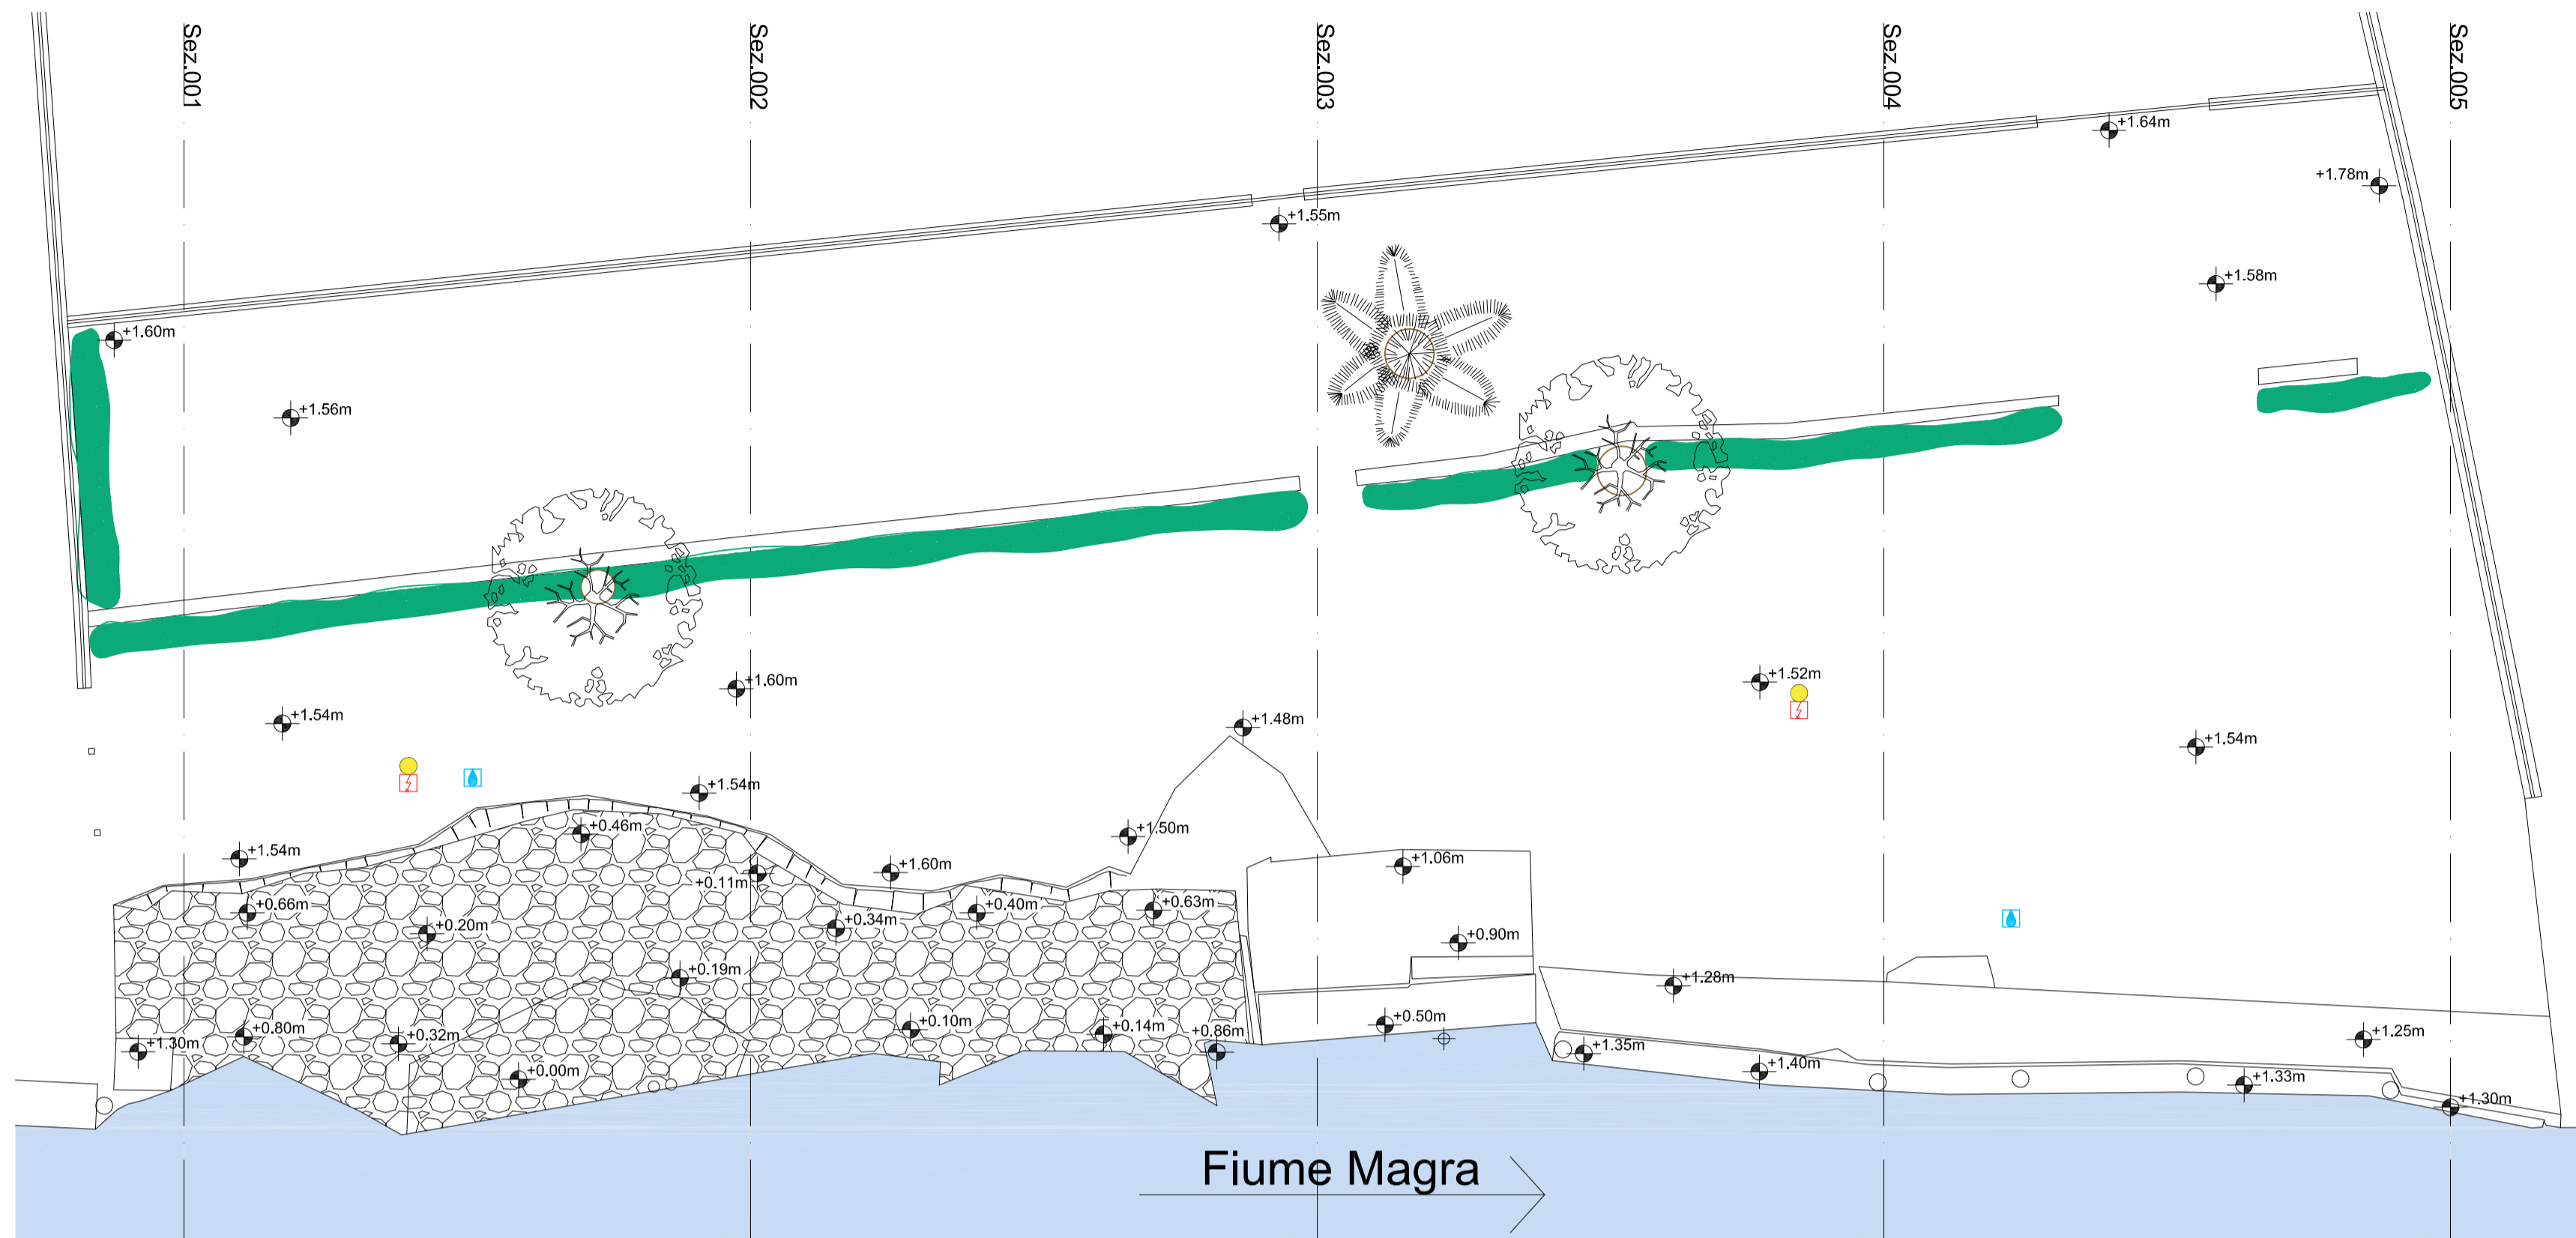 Sez.001
Sez.002
Sez.003
Sez.004
Sez.005
+1.64m
+1.78m
+1.55m
+1.58m
+1.60m
+1.56m
+1.60m
+1.52m
+1.54m
+1.48m
+1.54m
+1.54m
+0.46m
+1.50m
+1.54m
+1.60m
+1.06m
+0.11m
+0.66m
+0.40m
+0.63m
+0.20m
+0.34m
+0.90m
+0.19m
+1.28m
+0.80m
+0.10m
+0.14m
+0.50m
+0.86m
+1.30m
+0.32m
+1.25m
+1.35m
+1.40m
+0.00m
+1.33m
+1.30m
Fiume Magra